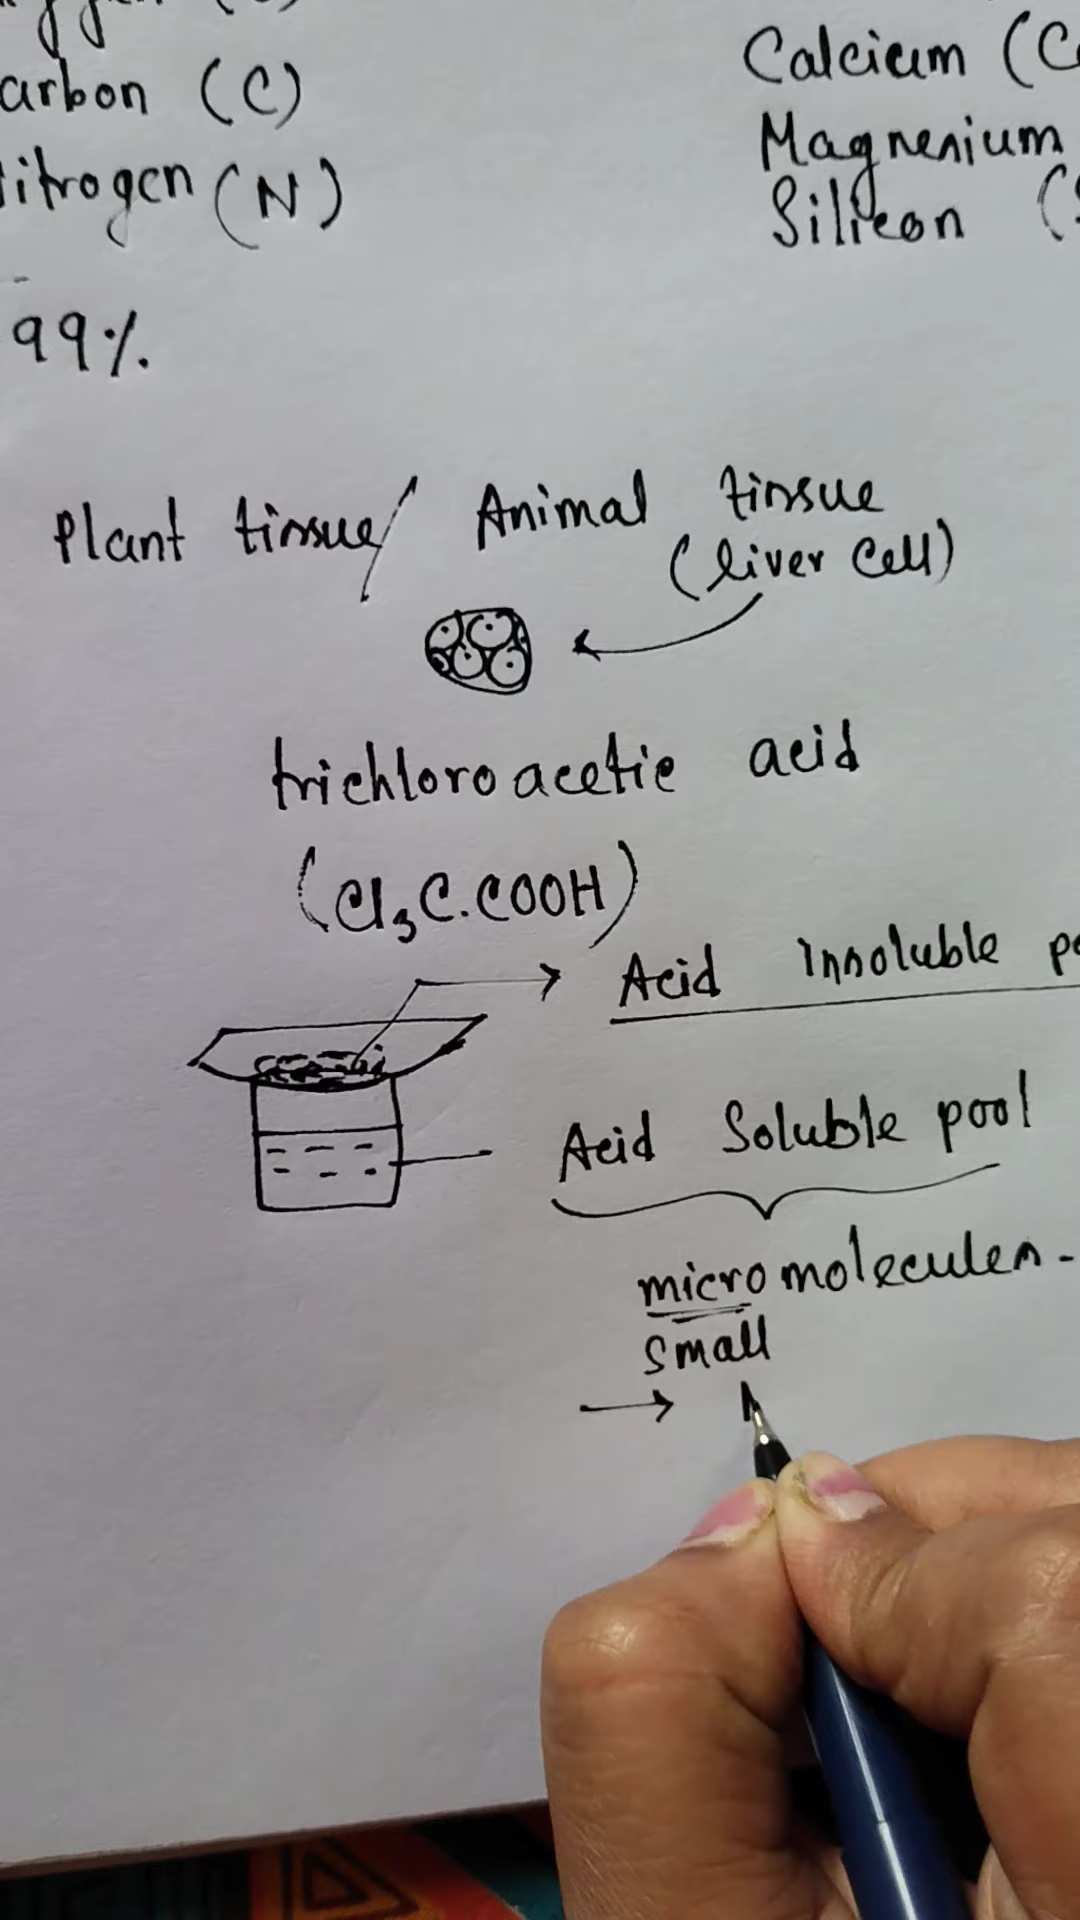 arbon (C)
Calcium (C
itrogen (N)
Magnesium
Silicon (
99%.
Plant tissue/ Animal tissue
(liver cell)
trichloroacetic acid
(Cl₃C.COOH)
Acid insoluble
Acid Soluble pool
micromolecules-
small